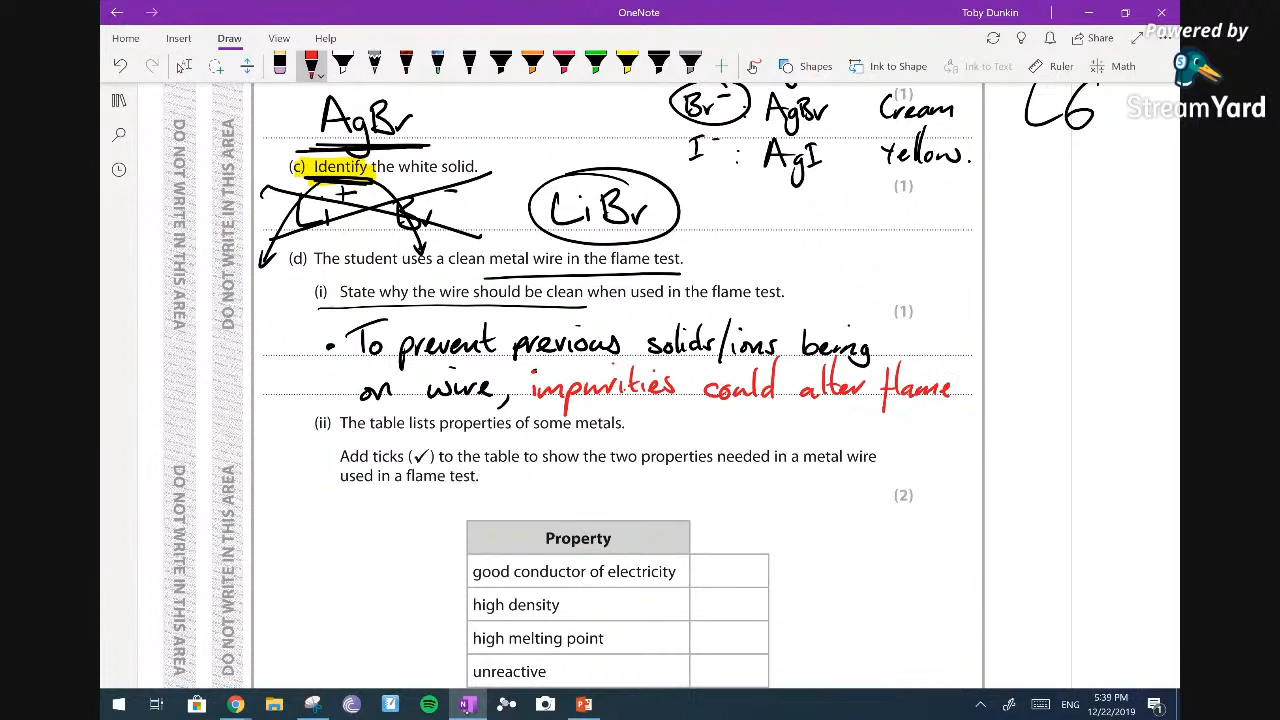 OneNote
Toby Dunkin
Powered by
StreamYard
Home Insert Draw View Help
Share
Shapes Ink to Shape Ink to Text Ruler Math
(1)
Br⁻ AgBr Cream
L6
AgBr
I⁻ : AgI Yellow.
(c) Identify the white solid.
(1)
Li⁺ Br⁻ LiBr
(d) The student uses a clean metal wire in the flame test.
(i) State why the wire should be clean when used in the flame test.
(1)
• To prevent previous solids/ions being
on wire, impurities could alter flame
(ii) The table lists properties of some metals.
Add ticks (✓) to the table to show the two properties needed in a metal wire
used in a flame test.
(2)
Property
good conductor of electricity
high density
high melting point
unreactive
DO NOT WRITE IN THIS AREA
DO NOT WRITE IN THIS AREA
DO NOT WRITE IN THIS AREA
DO NOT WRITE IN THIS AREA
ENG
5:39 PM
12/22/2019